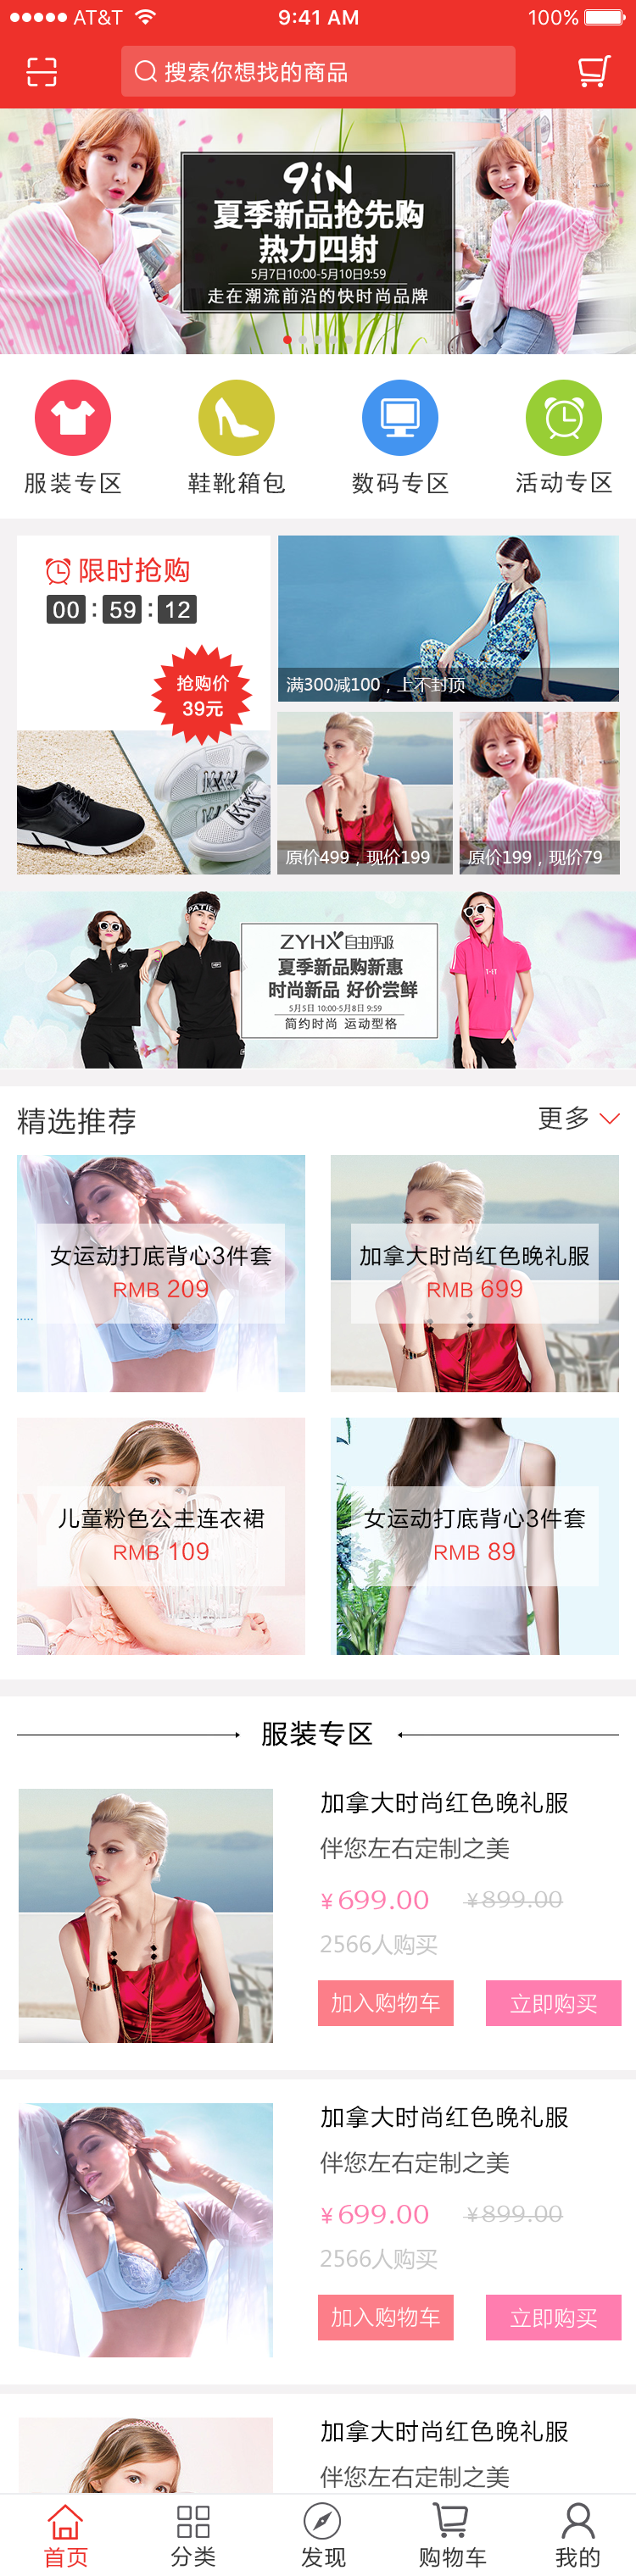 AT&T 9:41 AM 100%
搜索你想找的商品
9iN
夏季新品抢先购
热力四射
5月7日10:00-5月10日9:59
走在潮流前沿的快时尚品牌
服装专区 鞋靴箱包 数码专区 活动专区
限时抢购
00 : 59 : 12
抢购价
39元
满300减100，上不封顶
原价499，现价199
原价199，现价79
ZYHX自由呼吸
夏季新品购新惠
时尚新品 好价尝鲜
5月5日 10:00-5月8日 9:59
简约时尚 运动型格
精选推荐 更多
女运动打底背心3件套
RMB 209
加拿大时尚红色晚礼服
RMB 699
儿童粉色公主连衣裙
RMB 109
女运动打底背心3件套
RMB 89
服装专区
加拿大时尚红色晚礼服
伴您左右定制之美
¥699.00 ¥899.00
2566人购买
加入购物车 立即购买
加拿大时尚红色晚礼服
伴您左右定制之美
¥699.00 ¥899.00
2566人购买
加入购物车 立即购买
加拿大时尚红色晚礼服
伴您左右定制之美
首页 分类 发现 购物车 我的